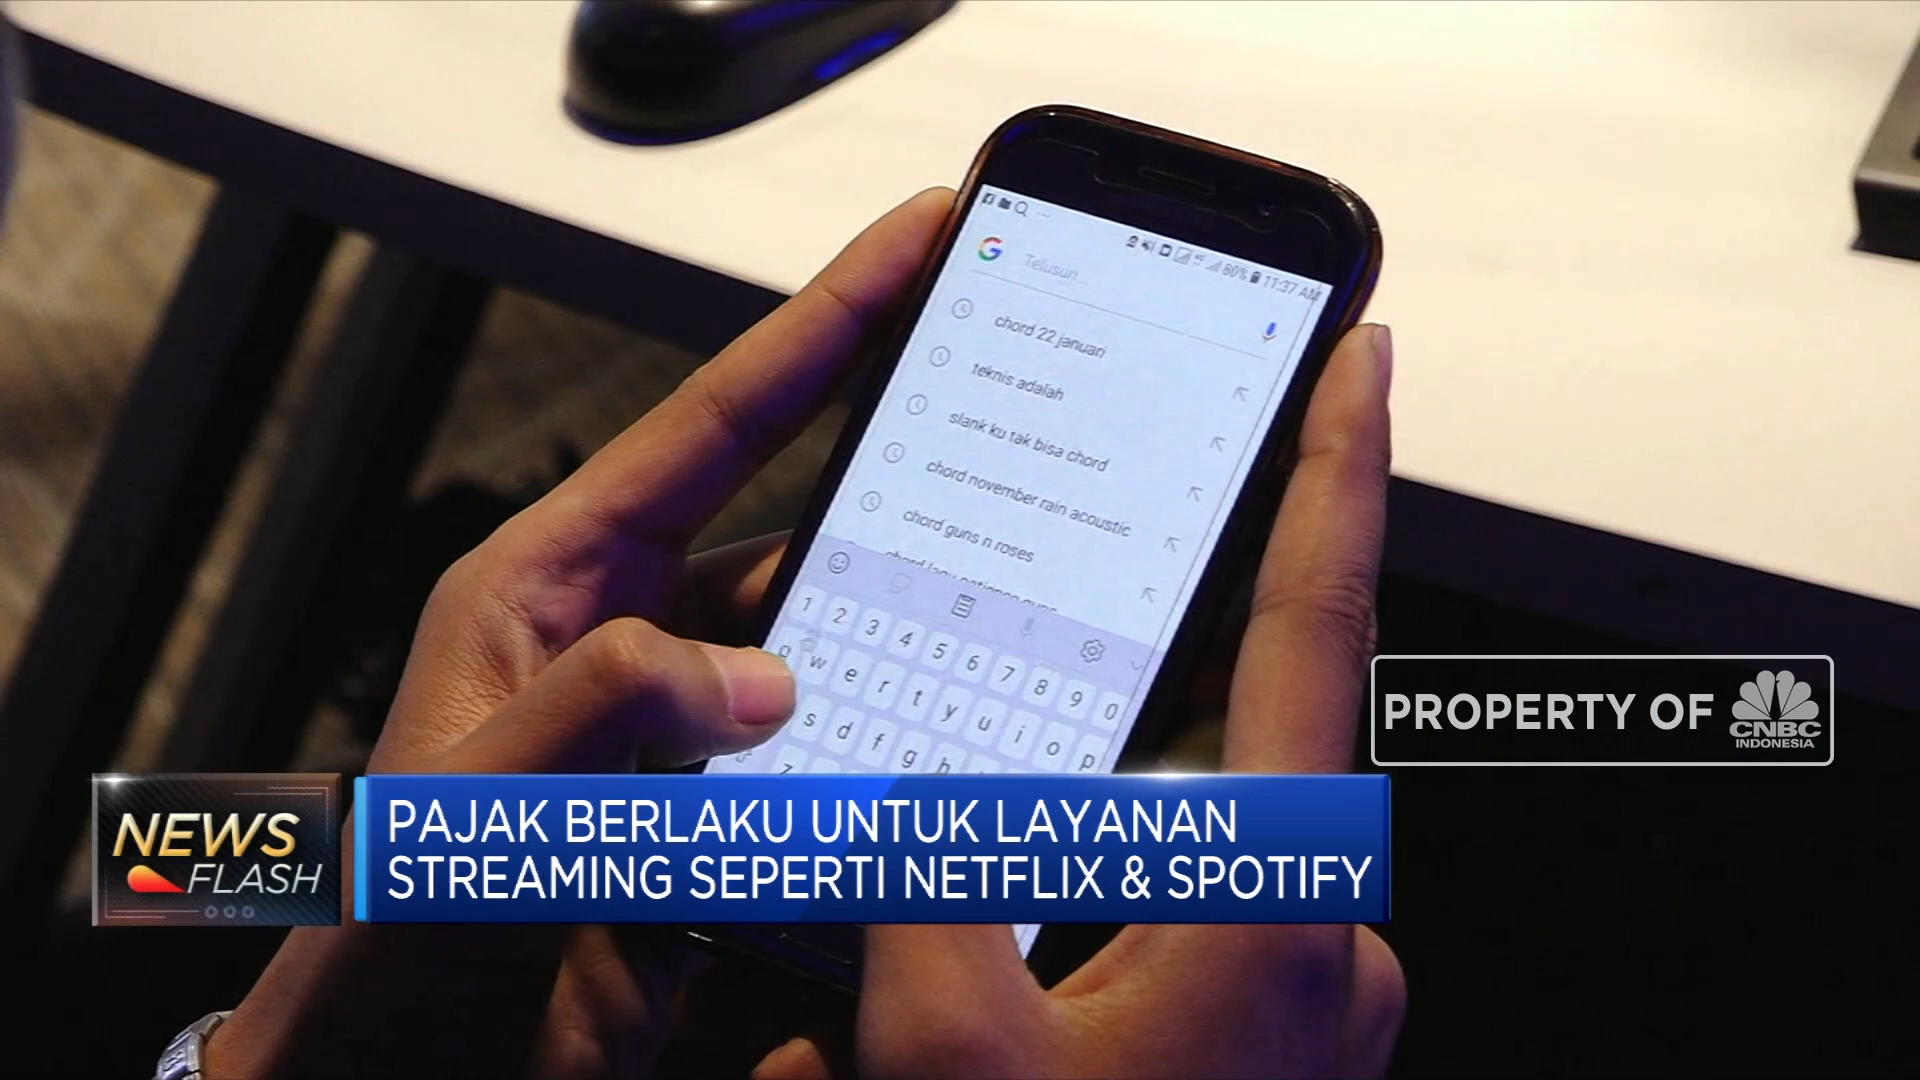 80% 11:37 AM
Telusuri...
chord 22 januari
teknis adalah
slank ku tak bisa chord
chord november rain acoustic
chord guns n roses
1 2 3 4 5 6 7 8 9 0
q w e r t y u i o p
s d f g h
PROPERTY OF CNBC
INDONESIA
NEWS
FLASH
PAJAK BERLAKU UNTUK LAYANAN
STREAMING SEPERTI NETFLIX & SPOTIFY